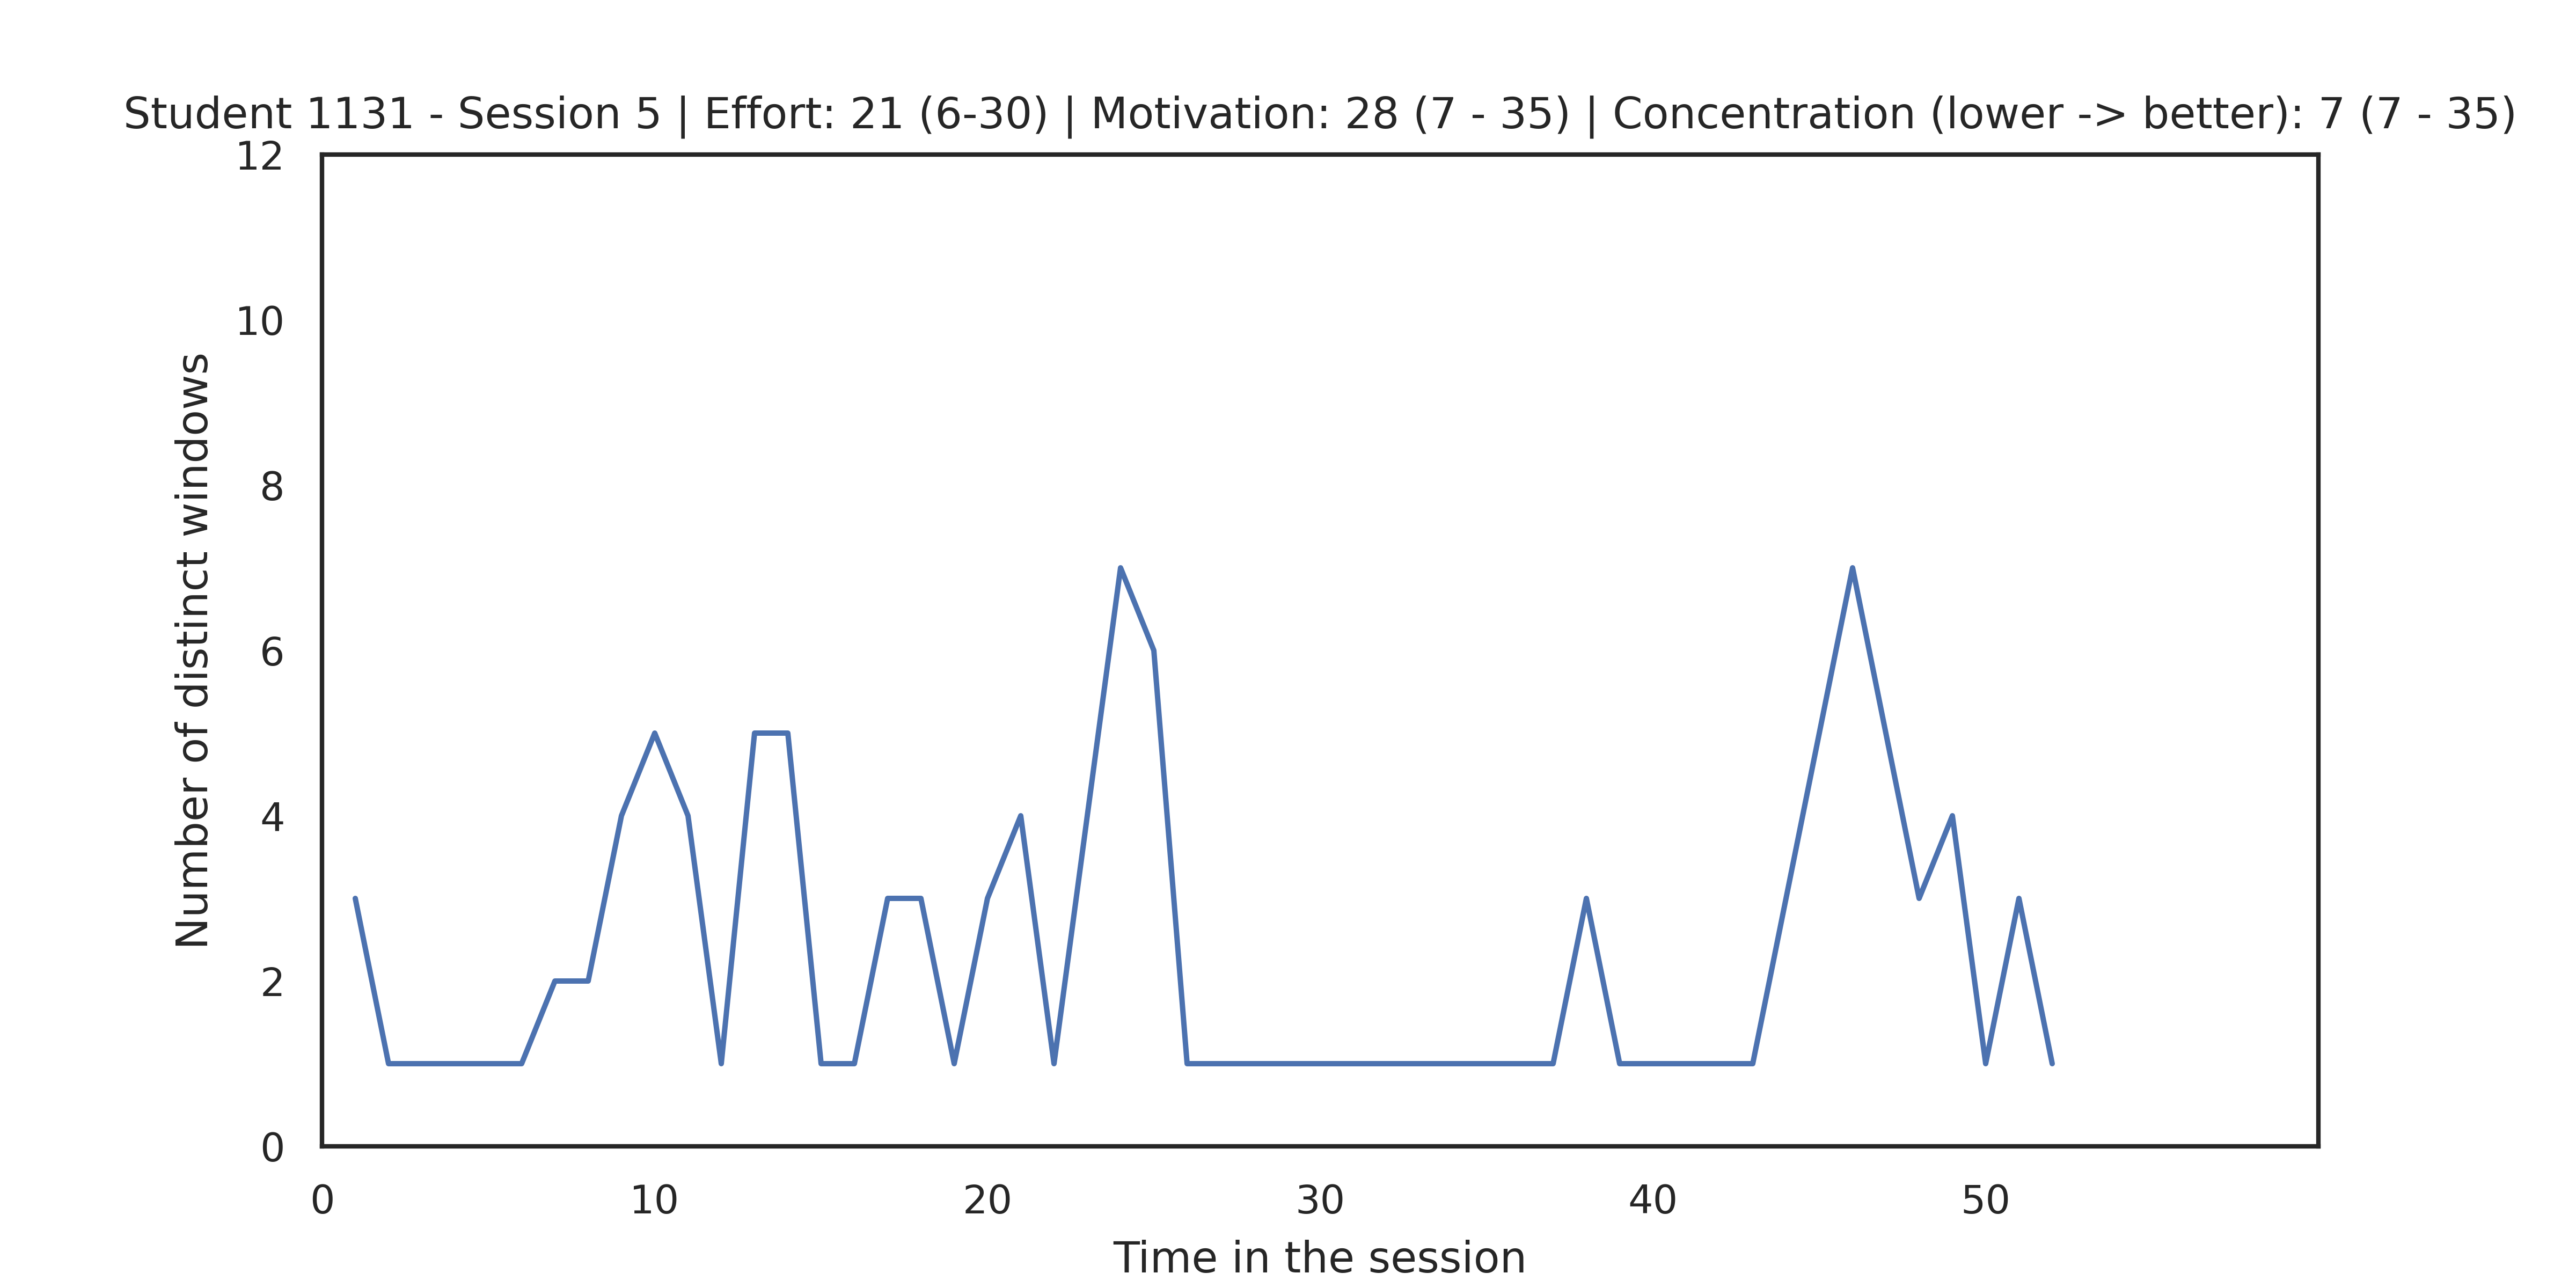 Student 1131 - Session 5 | Effort: 21 (6-30) | Motivation: 28 (7 - 35) | Concentration (lower -> better): 7 (7 - 35)
12
10
8
6
4
2
0
Number of distinct windows
0 10 20 30 40 50
Time in the session